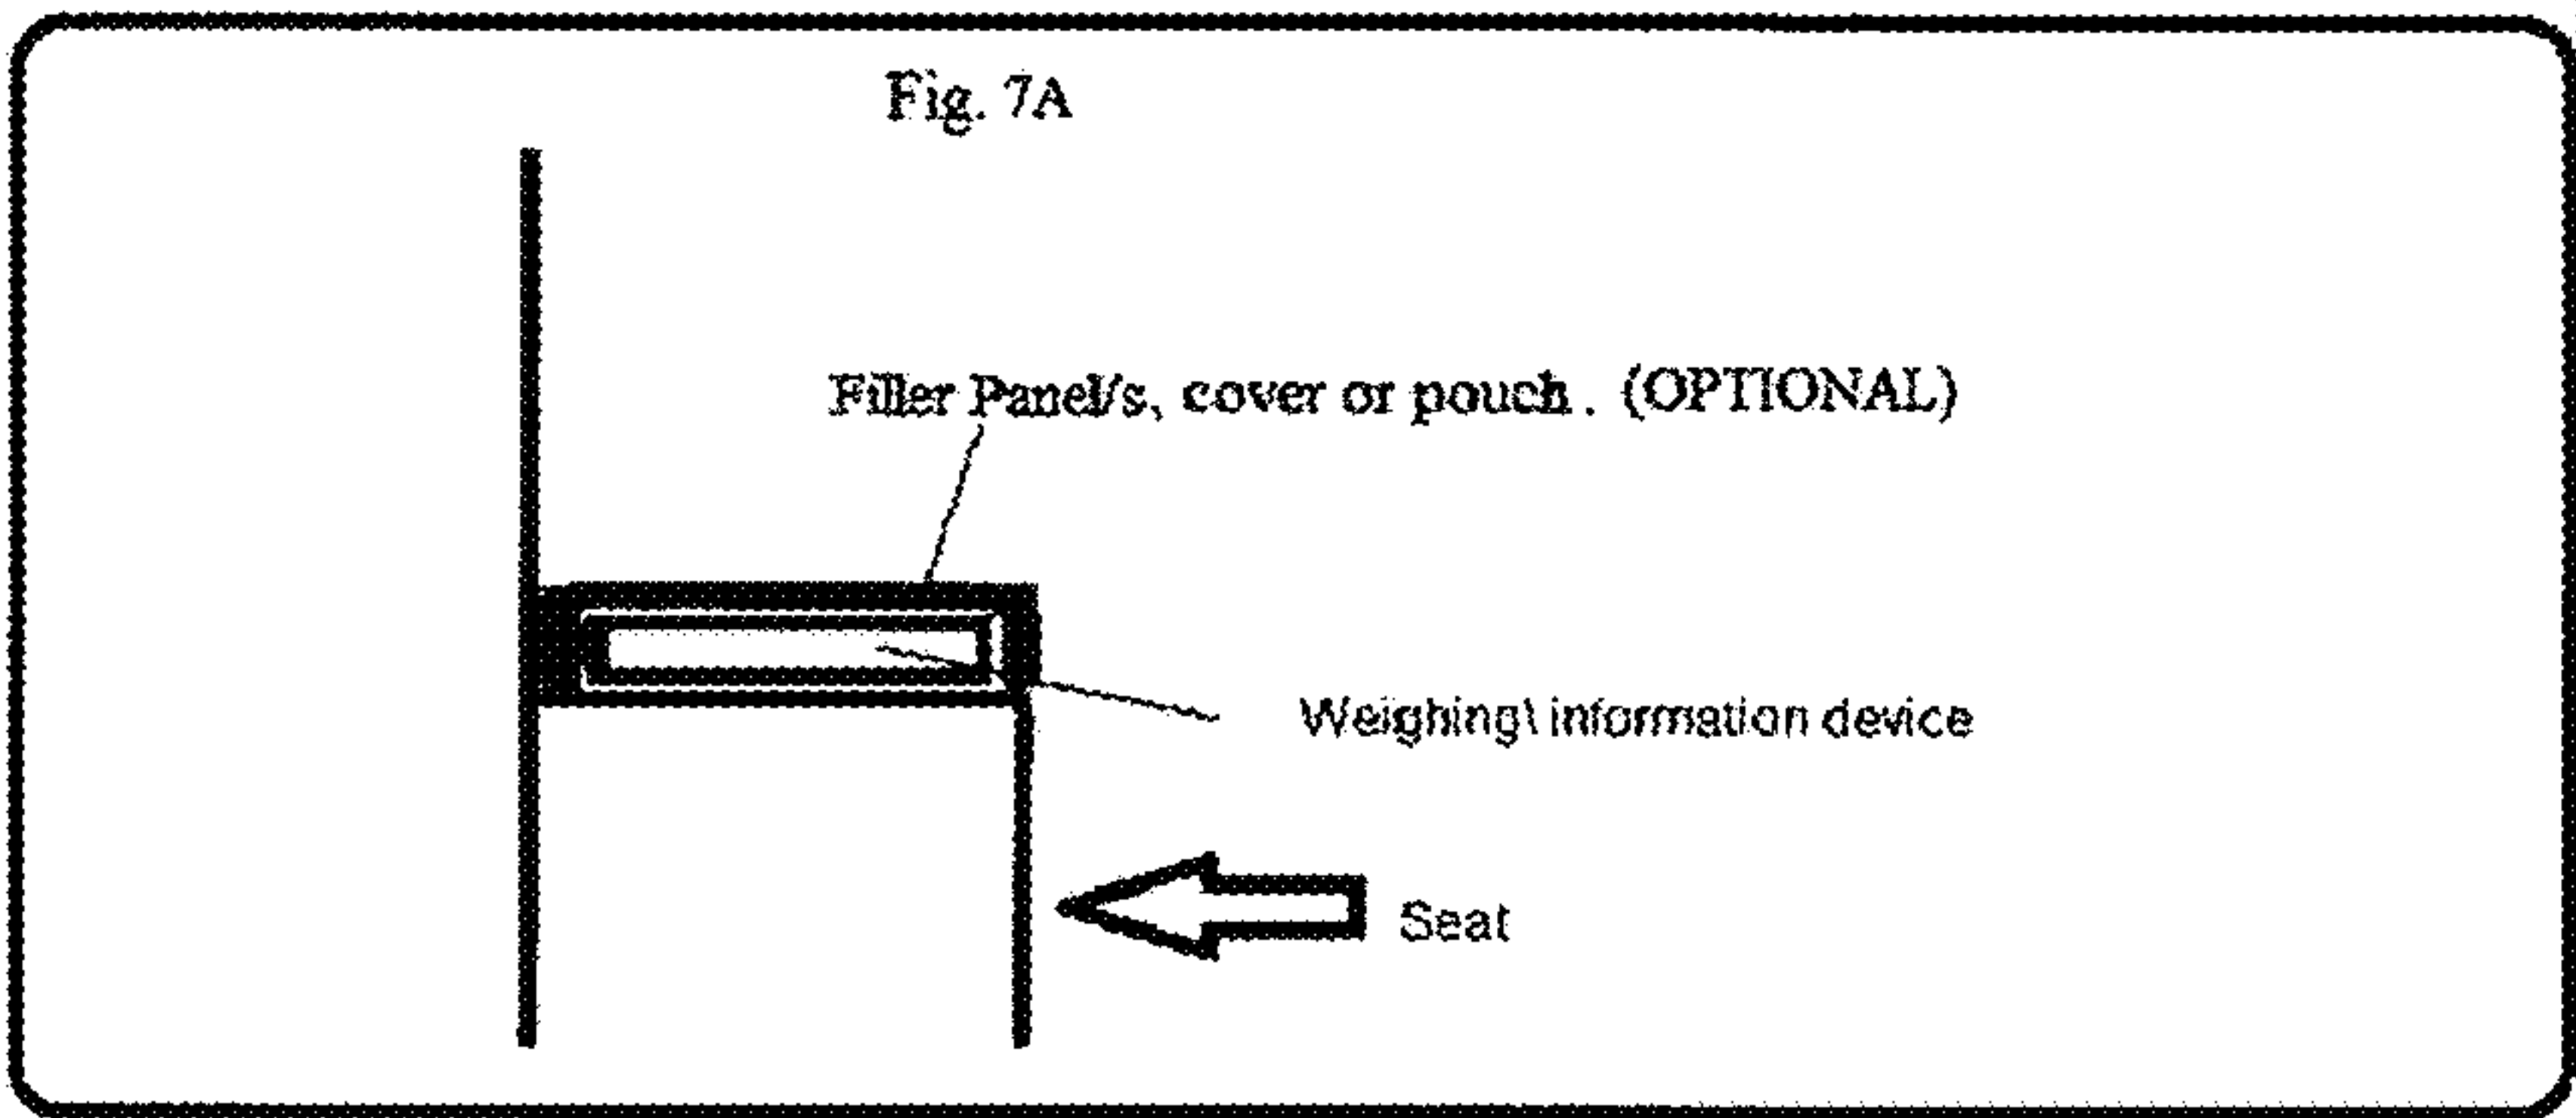 Fig. 7A
Filler Panel/s, cover or pouch. (OPTIONAL)
Weighing\ information device
Seat